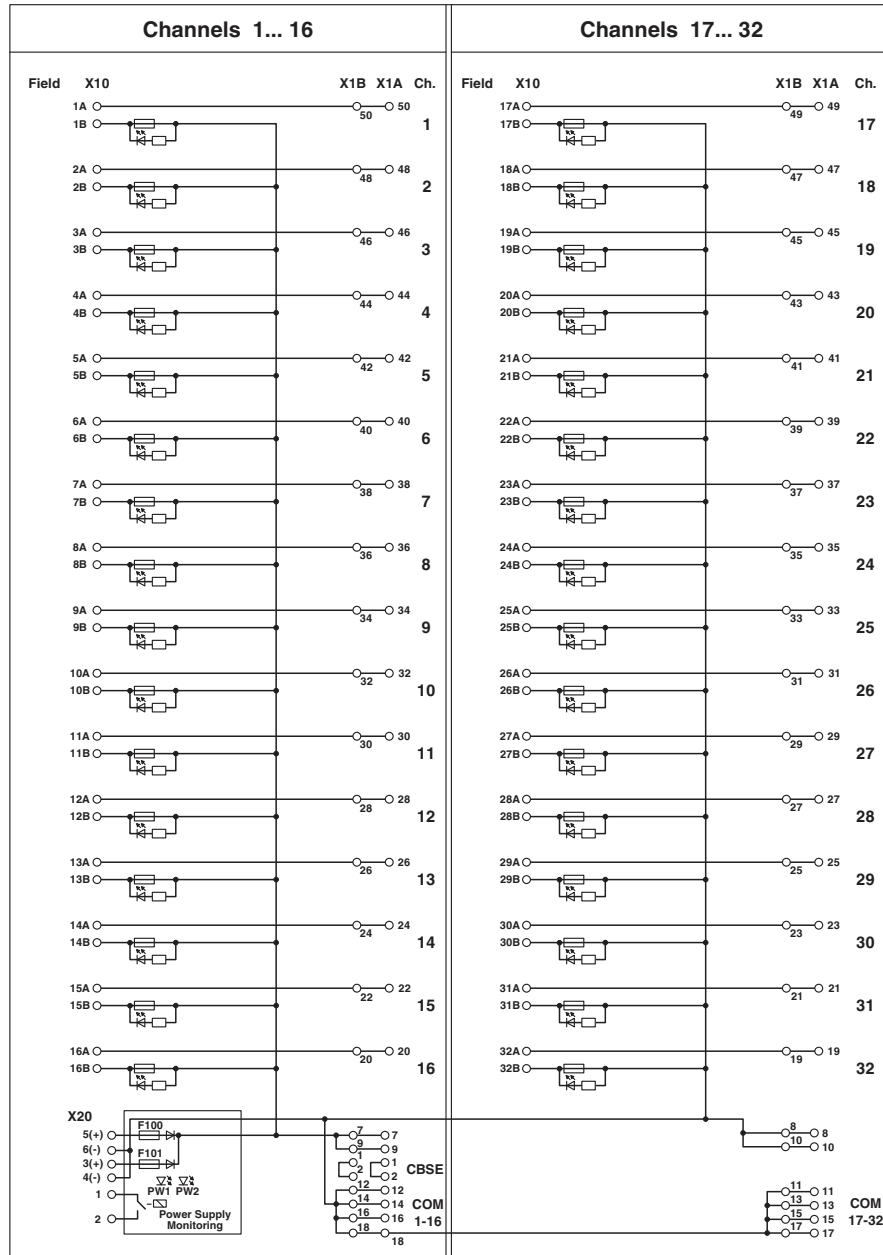 Channels 1... 16 Channels 17... 32
Field X10 X1B X1A Ch. Field X10 X1B X1A Ch.
1A 50 17A 49
50 49
1B 1 17B 17
2A 48 18A 47
48 47
2B 2 18B 18
3A 46 19A 45
46 45
3B 3 19B 19
4A 44 20A 43
44 43
4B 4 20B 20
5A 42 21A 41
42 41
5B 5 21B 21
6A 40 22A 39
40 39
6B 6 22B 22
7A 38 23A 37
38 37
7B 7 23B 23
8A 36 24A 35
36 35
8B 8 24B 24
9A 34 25A 33
34 33
9B 9 25B 25
10A 32 26A 31
32 31
10B 10 26B 26
11A 30 27A 29
30 29
11B 11 27B 27
12A 28 28A 27
28 27
12B 12 28B 28
13A 26 29A 25
26 25
13B 13 29B 29
14A 24 30A 23
24 23
14B 14 30B 30
15A 22 31A 21
22 21
15B 15 31B 31
16A 20 32A 19
20 19
16B 16 32B 32
X20
F100
5(+) 7 7 8 8
6(-) 9 9 10 10
F101
3(+) 1 1
CBSE
4(-) 2 2
PW1 PW2
1 12 12 11 11
14 14 COM 13 13 COM
Power Supply 16 16 1-16 15 15 17-32
2 Monitoring 18 17 17
18